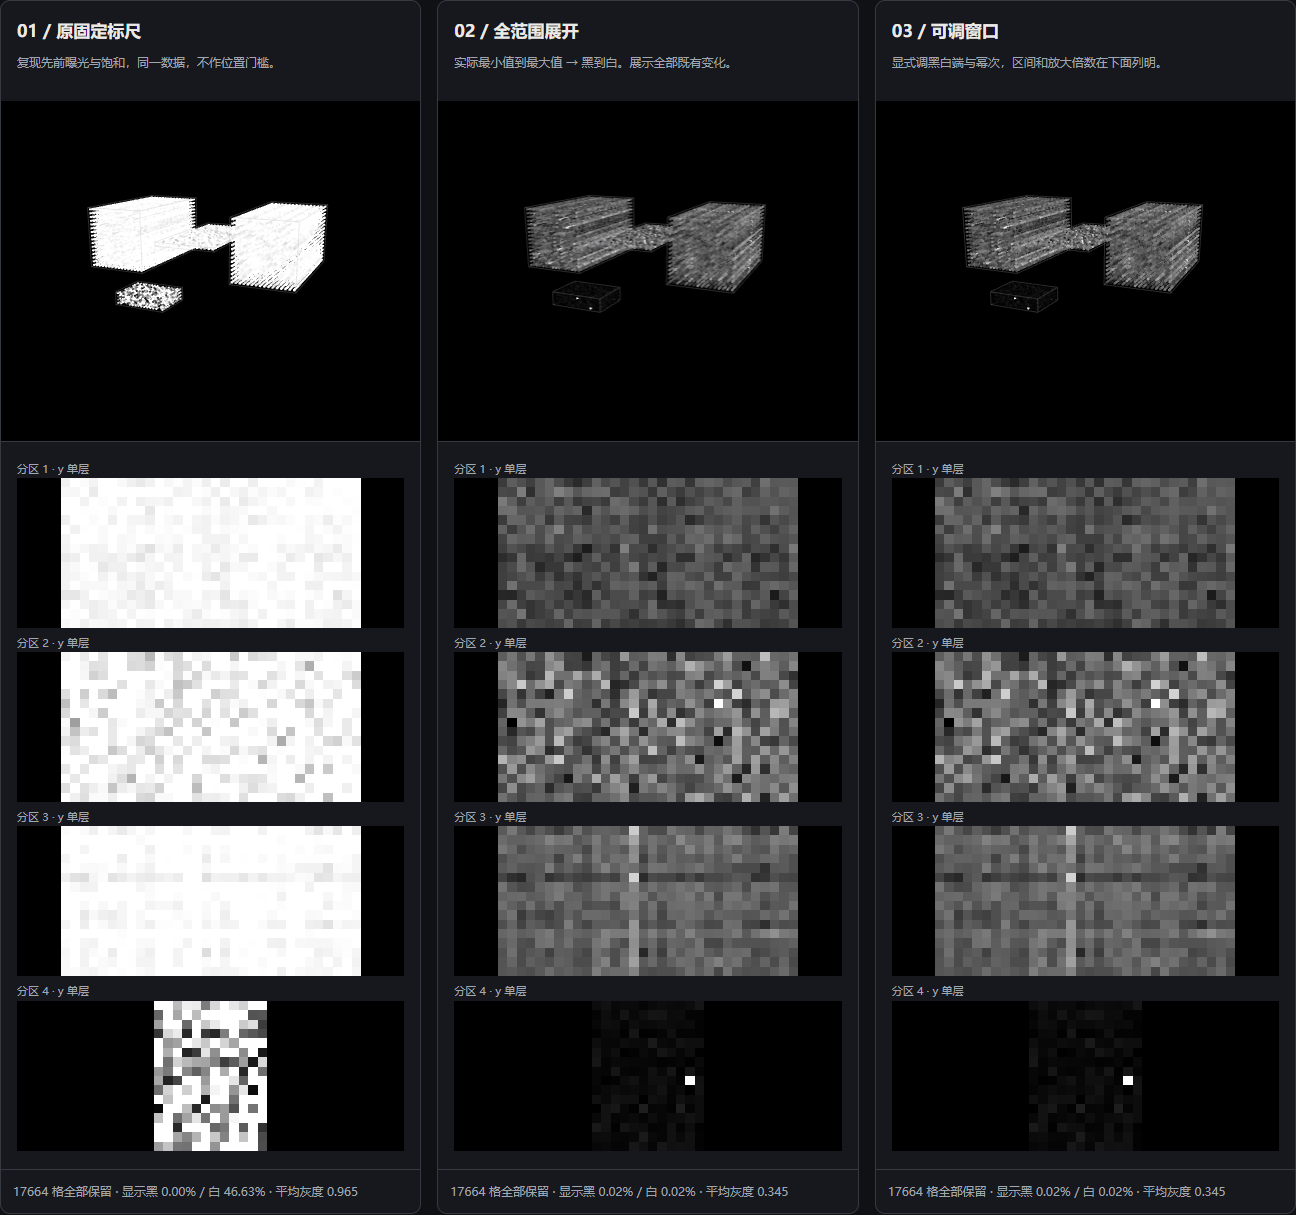 01 / 原固定标尺
复现先前曝光与饱和，同一数据，不作位置门槛。
分区 1 · y 单层
分区 2 · y 单层
分区 3 · y 单层
分区 4 · y 单层
17664 格全部保留 · 显示黑 0.00% / 白 46.63% · 平均灰度 0.965
02 / 全范围展开
实际最小值到最大值 → 黑到白。展示全部既有变化。
分区 1 · y 单层
分区 2 · y 单层
分区 3 · y 单层
分区 4 · y 单层
17664 格全部保留 · 显示黑 0.02% / 白 0.02% · 平均灰度 0.345
03 / 可调窗口
显式调黑白端与幂次，区间和放大倍数在下面列明。
分区 1 · y 单层
分区 2 · y 单层
分区 3 · y 单层
分区 4 · y 单层
17664 格全部保留 · 显示黑 0.02% / 白 0.02% · 平均灰度 0.345